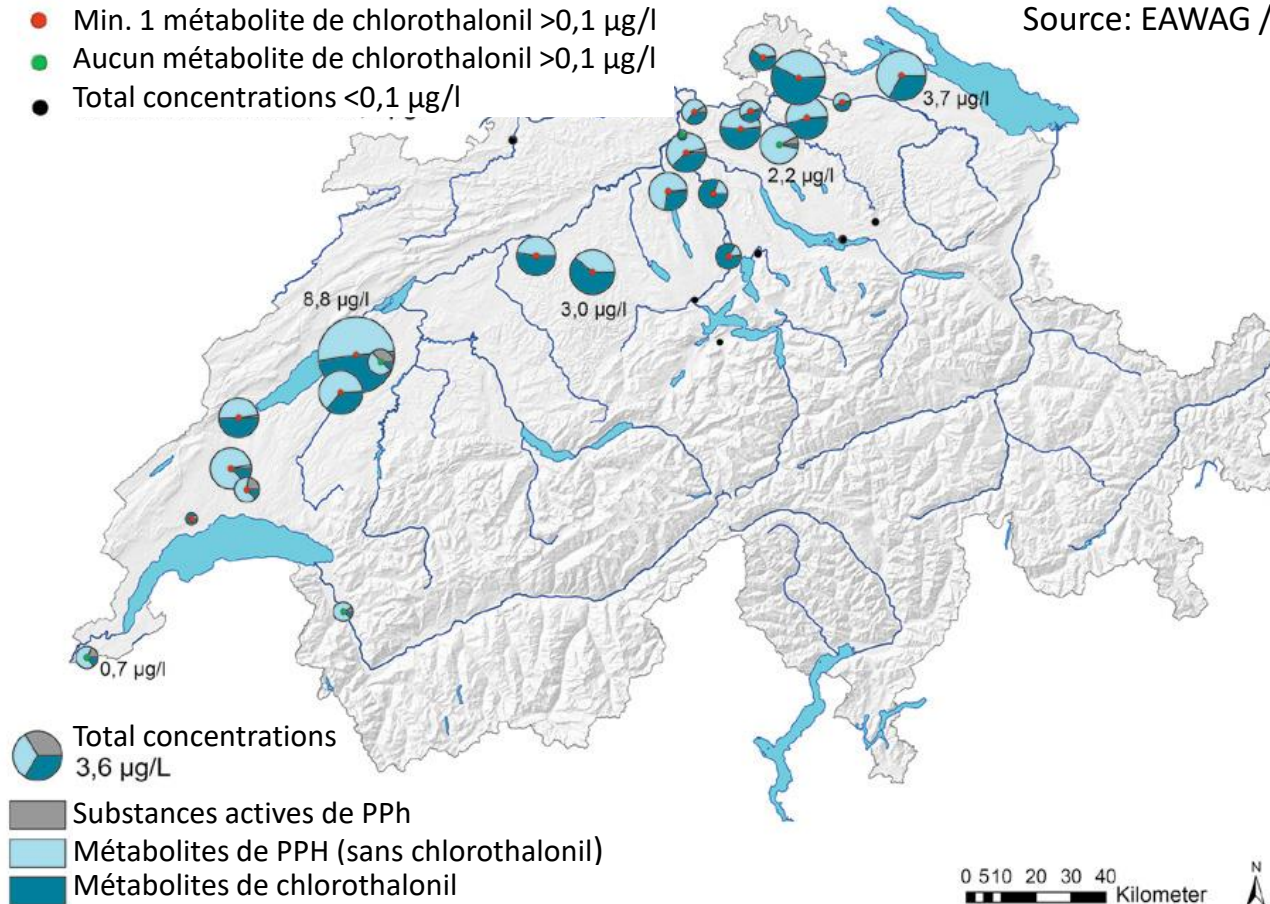 Min. 1 métabolite de chlorothalonil >0,1 µg/l
Source: EAWAG /
Aucun métabolite de chlorothalonil >0,1 µg/l
Total concentrations <0,1 µg/l
3,7 µg/l
2,2 µg/l
8,8 µg/l
3,0 µg/l
0,7 µg/l
Total concentrations
3,6 µg/L
Substances actives de PPh
Métabolites de PPH (sans chlorothalonil)
Métabolites de chlorothalonil
0 5 10 20 30 40
Kilometer
N